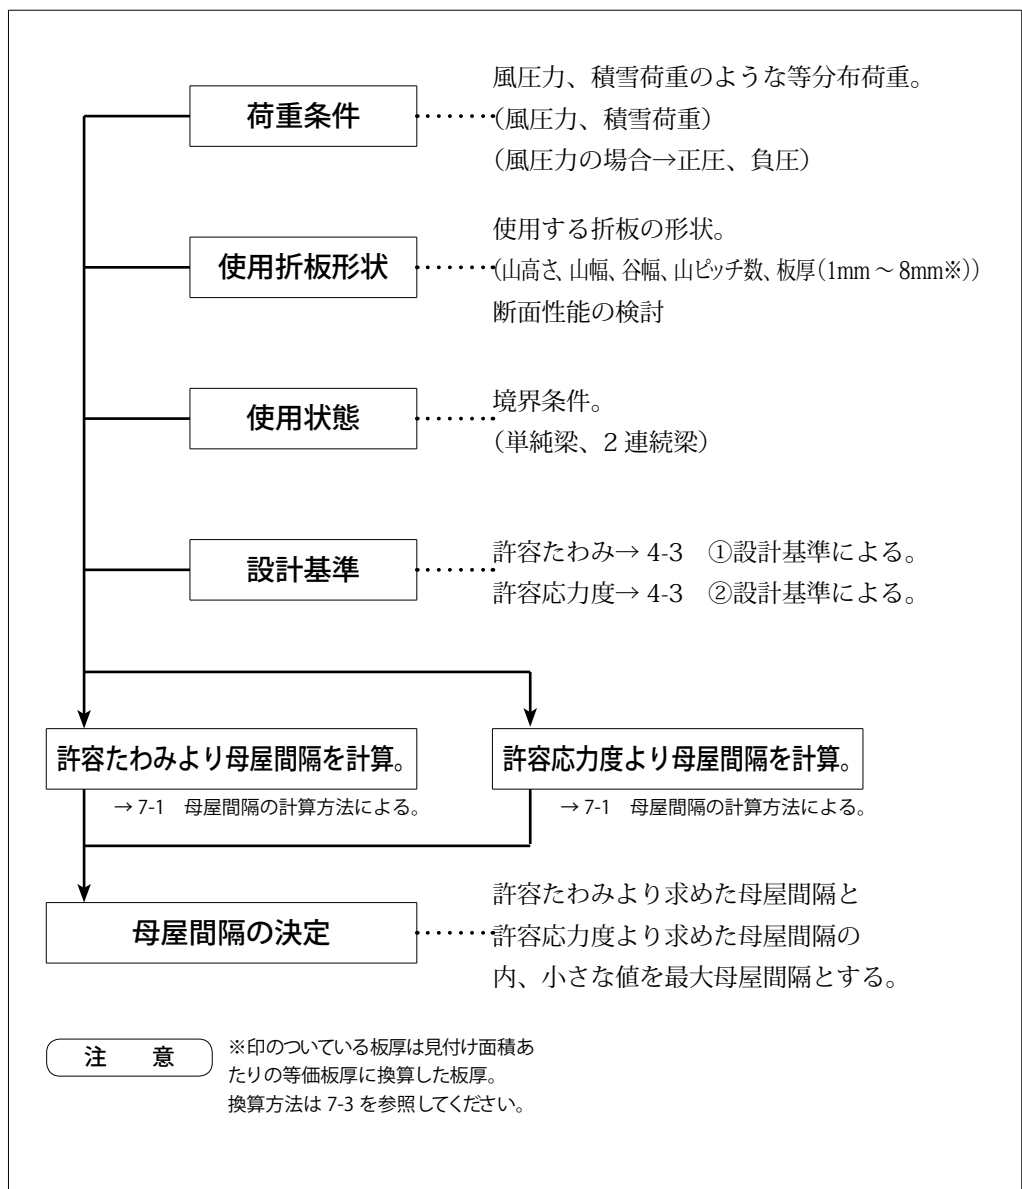 荷重条件
風圧力、積雪荷重のような等分布荷重。
（風圧力、積雪荷重）
（風圧力の場合→正圧、負圧）
使用折板形状
使用する折板の形状。
（山高さ、山幅、谷幅、山ピッチ数、板厚（1mm ～ 8mm※））
断面性能の検討
使用状態
境界条件。
（単純梁、2 連続梁）
設計基準
許容たわみ→ 4-3　①設計基準による。
許容応力度→ 4-3　②設計基準による。
許容たわみより母屋間隔を計算。
→ 7-1　母屋間隔の計算方法による。
許容応力度より母屋間隔を計算。
→ 7-1　母屋間隔の計算方法による。
母屋間隔の決定
許容たわみより求めた母屋間隔と
許容応力度より求めた母屋間隔の
内、小さな値を最大母屋間隔とする。
注　意
※印のついている板厚は見付け面積あ
たりの等価板厚に換算した板厚。
換算方法は 7-3 を参照してください。